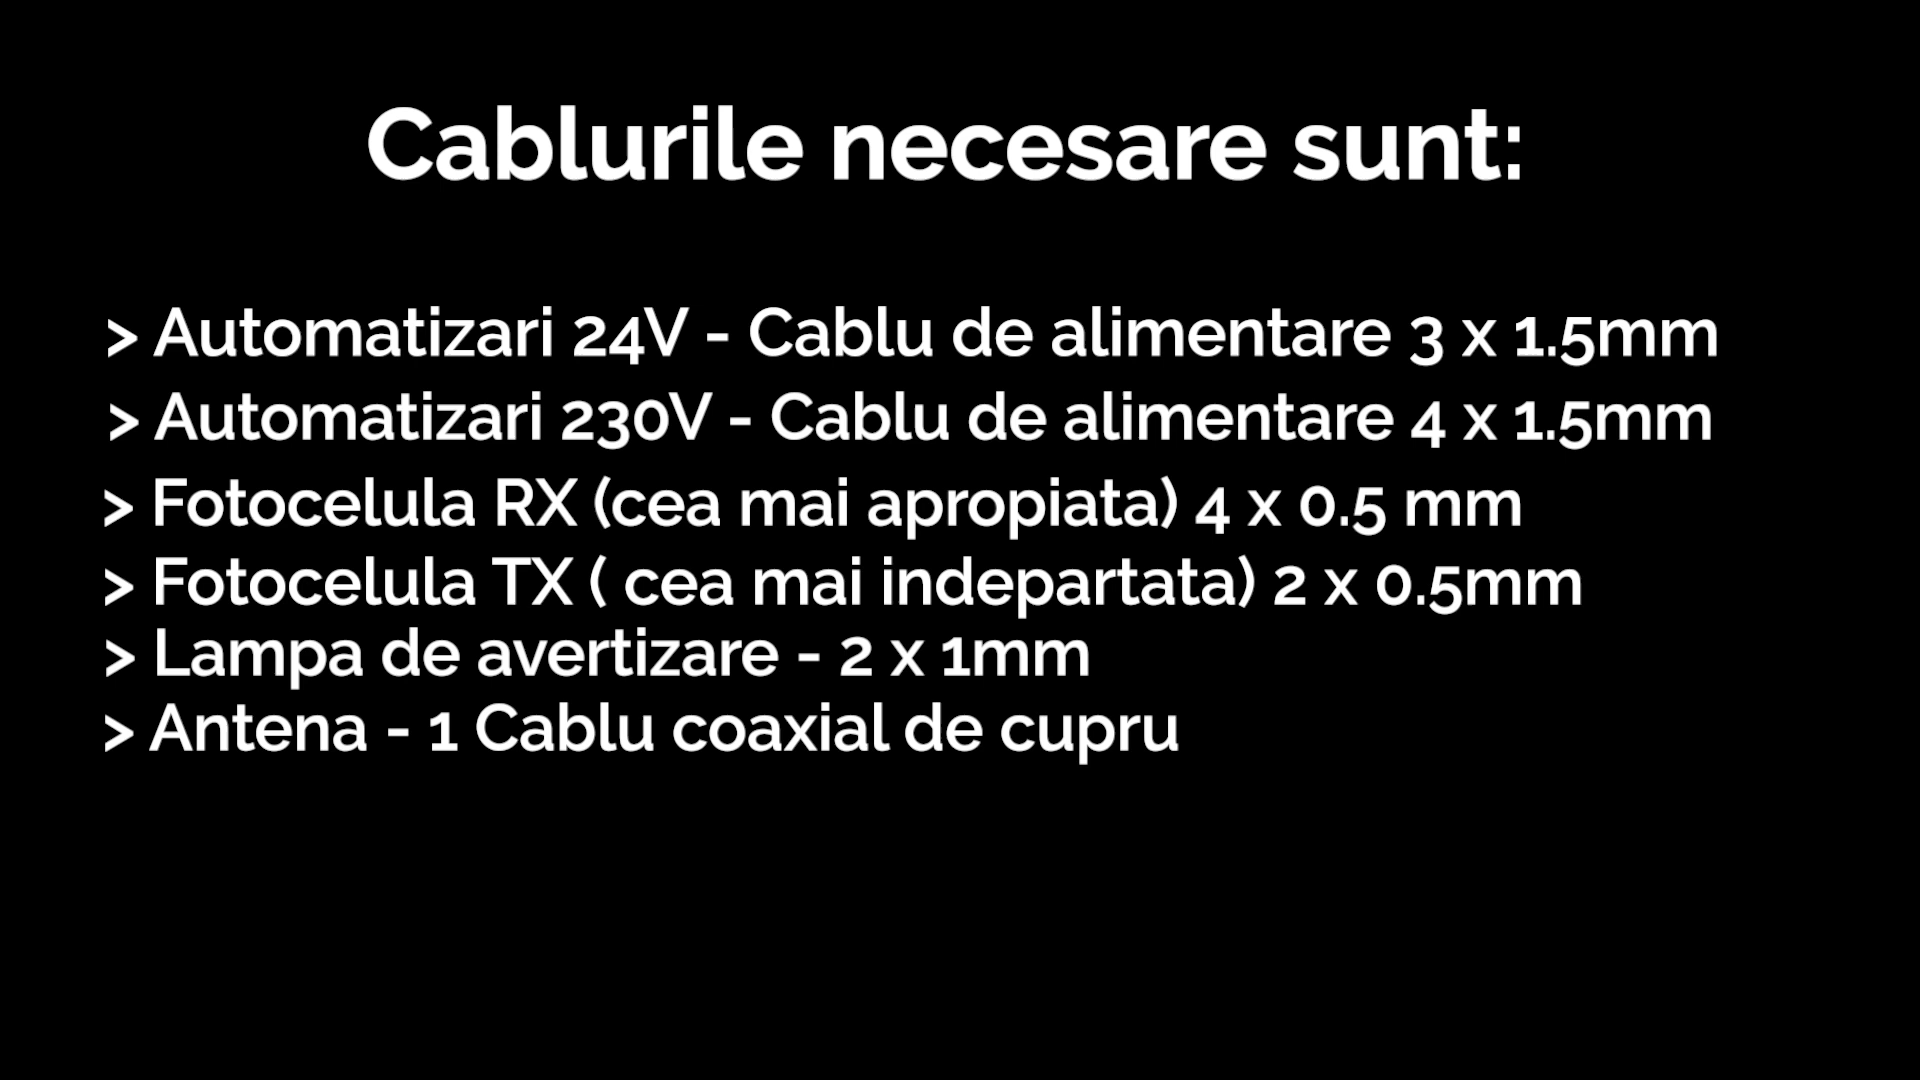 Cablurile necesare sunt:
> Automatizari 24V - Cablu de alimentare 3 x 1.5mm
> Automatizari 230V - Cablu de alimentare 4 x 1.5mm
> Fotocelula RX (cea mai apropiata) 4 x 0.5 mm
> Fotocelula TX ( cea mai indepartata) 2 x 0.5mm
> Lampa de avertizare - 2 x 1mm
> Antena - 1 Cablu coaxial de cupru